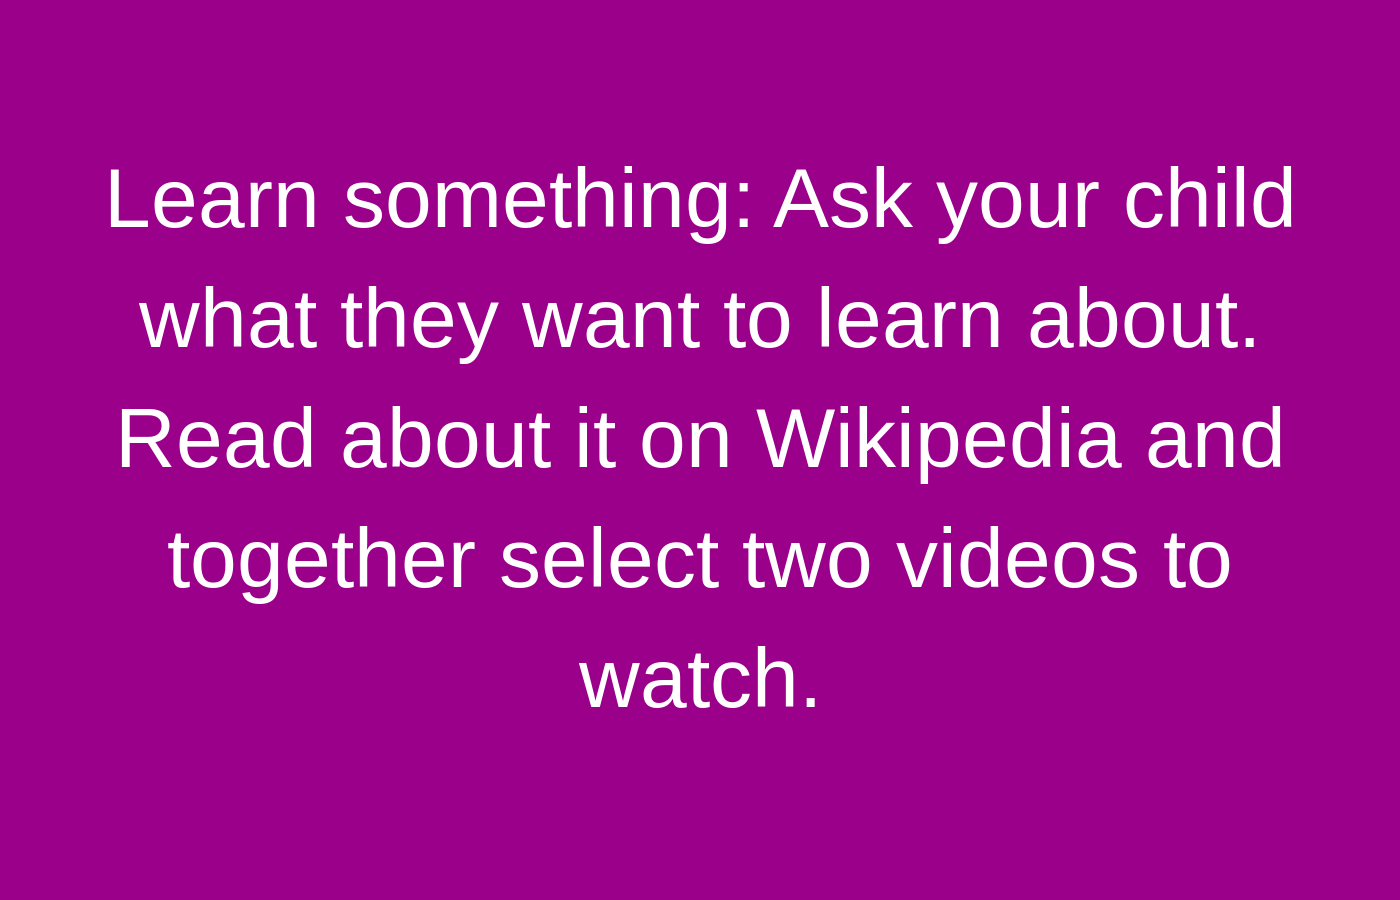 Learn something: Ask your child
what they want to learn about.
Read about it on Wikipedia and
together select two videos to
watch.